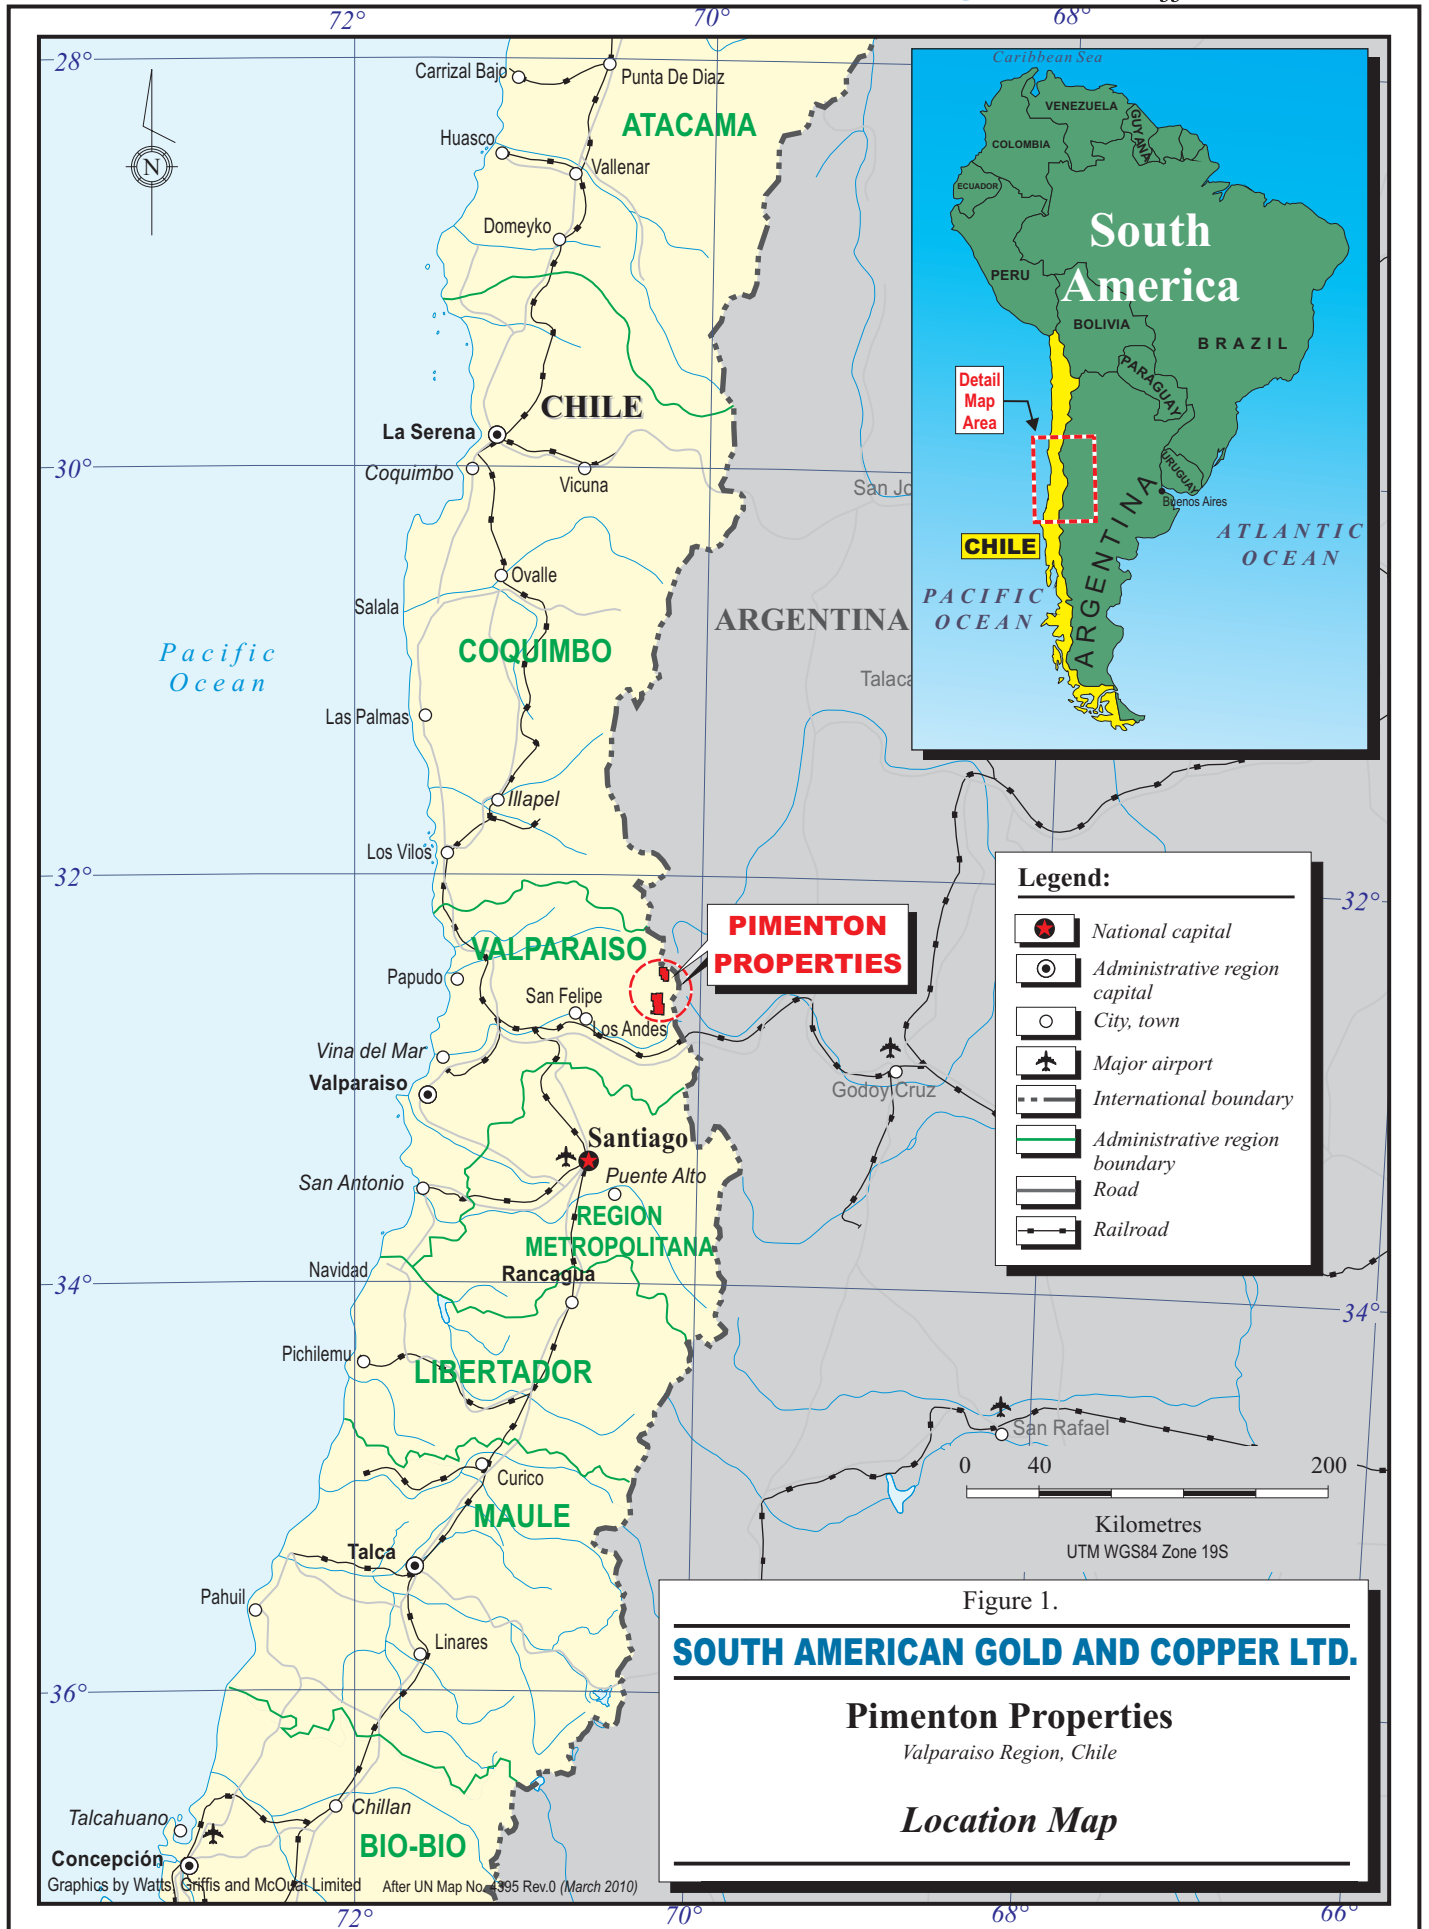 72°
70°
68°
28°
Carrizal Bajo
Punta De Diaz
ATACAMA
Huasco
Vallenar
N
Domeyko
CHILE
La Serena
30°
Coquimbo
Vicuna
San Jo
Ovalle
Salala
ARGENTINA
COQUIMBO
Pacific
Ocean
Talaca
Las Palmas
Illapel
Los Vilos
32°
32°
VALPARAISO
PIMENTON
PROPERTIES
Papudo
San Felipe
Los Andes
Vina del Mar
Valparaiso
Godoy Cruz
Santiago
Puente Alto
San Antonio
REGION
METROPOLITANA
Navidad
Rancagua
34°
34°
Pichilemu
LIBERTADOR
San Rafael
Curico
MAULE
Talca
Pahuil
Linares
36°
Chillan
Talcahuano
BIO-BIO
Concepción
Graphics by Watts, Griffis and McOuat Limited
After UN Map No. 4395 Rev.0 (March 2010)
72°
70°
68°
66°
Caribbean Sea
VENEZUELA
GUYANA
COLOMBIA
ECUADOR
South
America
PERU
BOLIVIA
BRAZIL
PARAGUAY
Detail
Map
Area
URUGUAY
Buenos Aires
ARGENTINA
CHILE
ATLANTIC
OCEAN
PACIFIC
OCEAN
Legend:
National capital
Administrative region
capital
City, town
Major airport
International boundary
Administrative region
boundary
Road
Railroad
0 40 200
Kilometres
UTM WGS84 Zone 19S
Figure 1.
SOUTH AMERICAN GOLD AND COPPER LTD.
Pimenton Properties
Valparaiso Region, Chile
Location Map